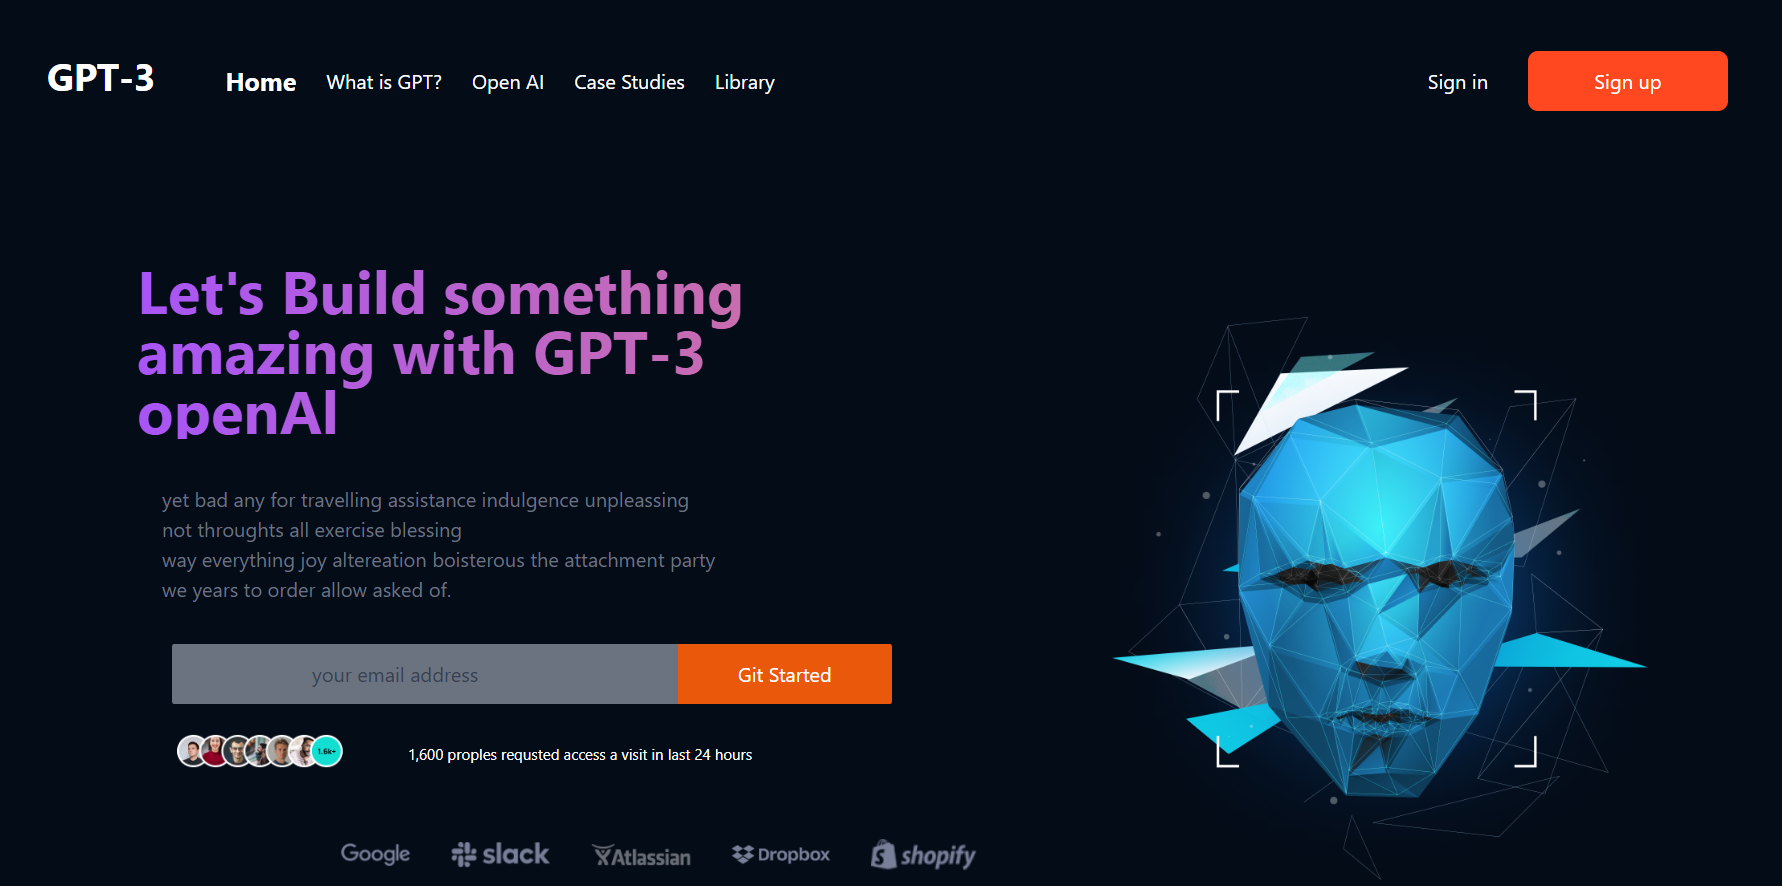 GPT-3
Home What is GPT? Open AI Case Studies Library
Sign in
Sign up
Let's Build something
amazing with GPT-3
openAI
yet bad any for travelling assistance indulgence unpleassing
not throughts all exercise blessing
way everything joy altereation boisterous the attachment party
we years to order allow asked of.
your email address
Git Started
1.6k+
1,600 proples requsted access a visit in last 24 hours
Google slack Atlassian Dropbox shopify